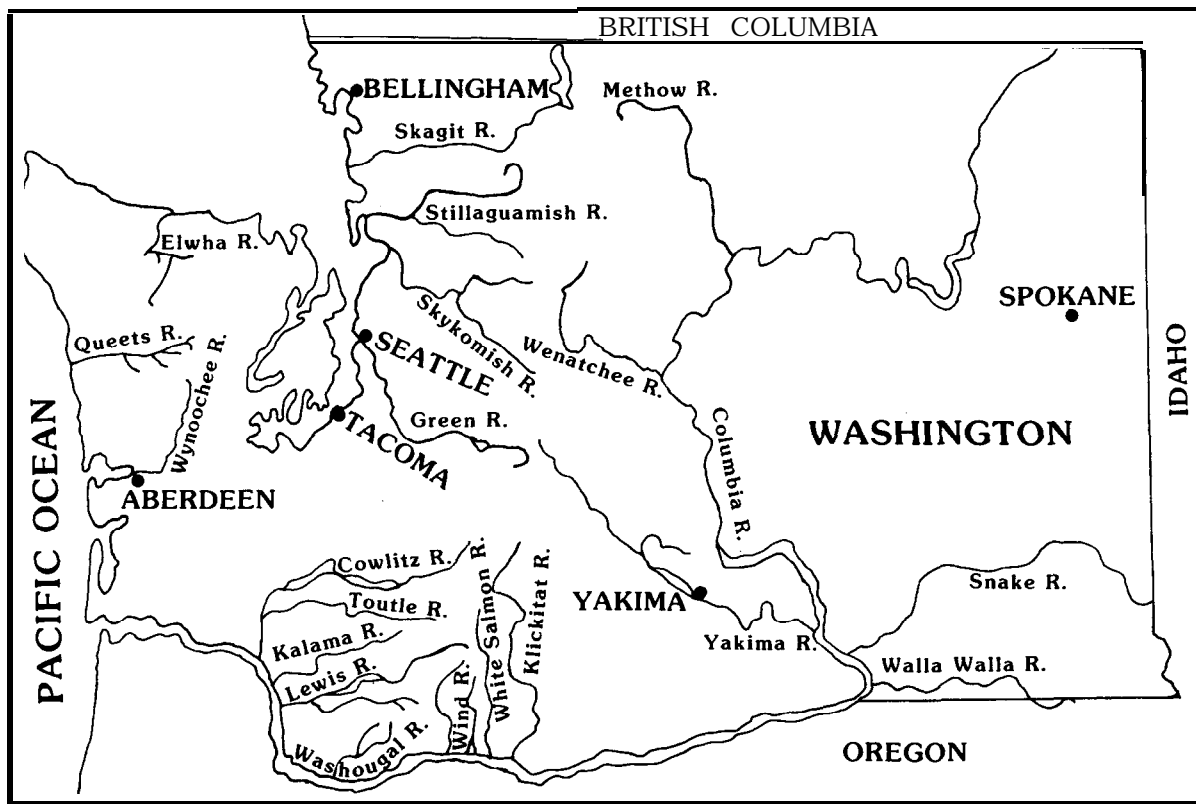 BRITISH COLUMBIA
BELLINGHAM
Methow R.
Skagit R.
Stillaguamish R.
Elwha R.
SPOKANE
Queets R.
Wynoochee R.
SEATTLE
Skykomish R.
Wenatchee R.
IDAHO
TACOMA
Green R.
Columbia R.
WASHINGTON
PACIFIC OCEAN
ABERDEEN
Cowlitz R.
Toutle R.
Kalama R.
Lewis R.
Washougal R.
Wind R.
White Salmon R.
Klickitat R.
YAKIMA
Yakima R.
Snake R.
Walla Walla R.
OREGON